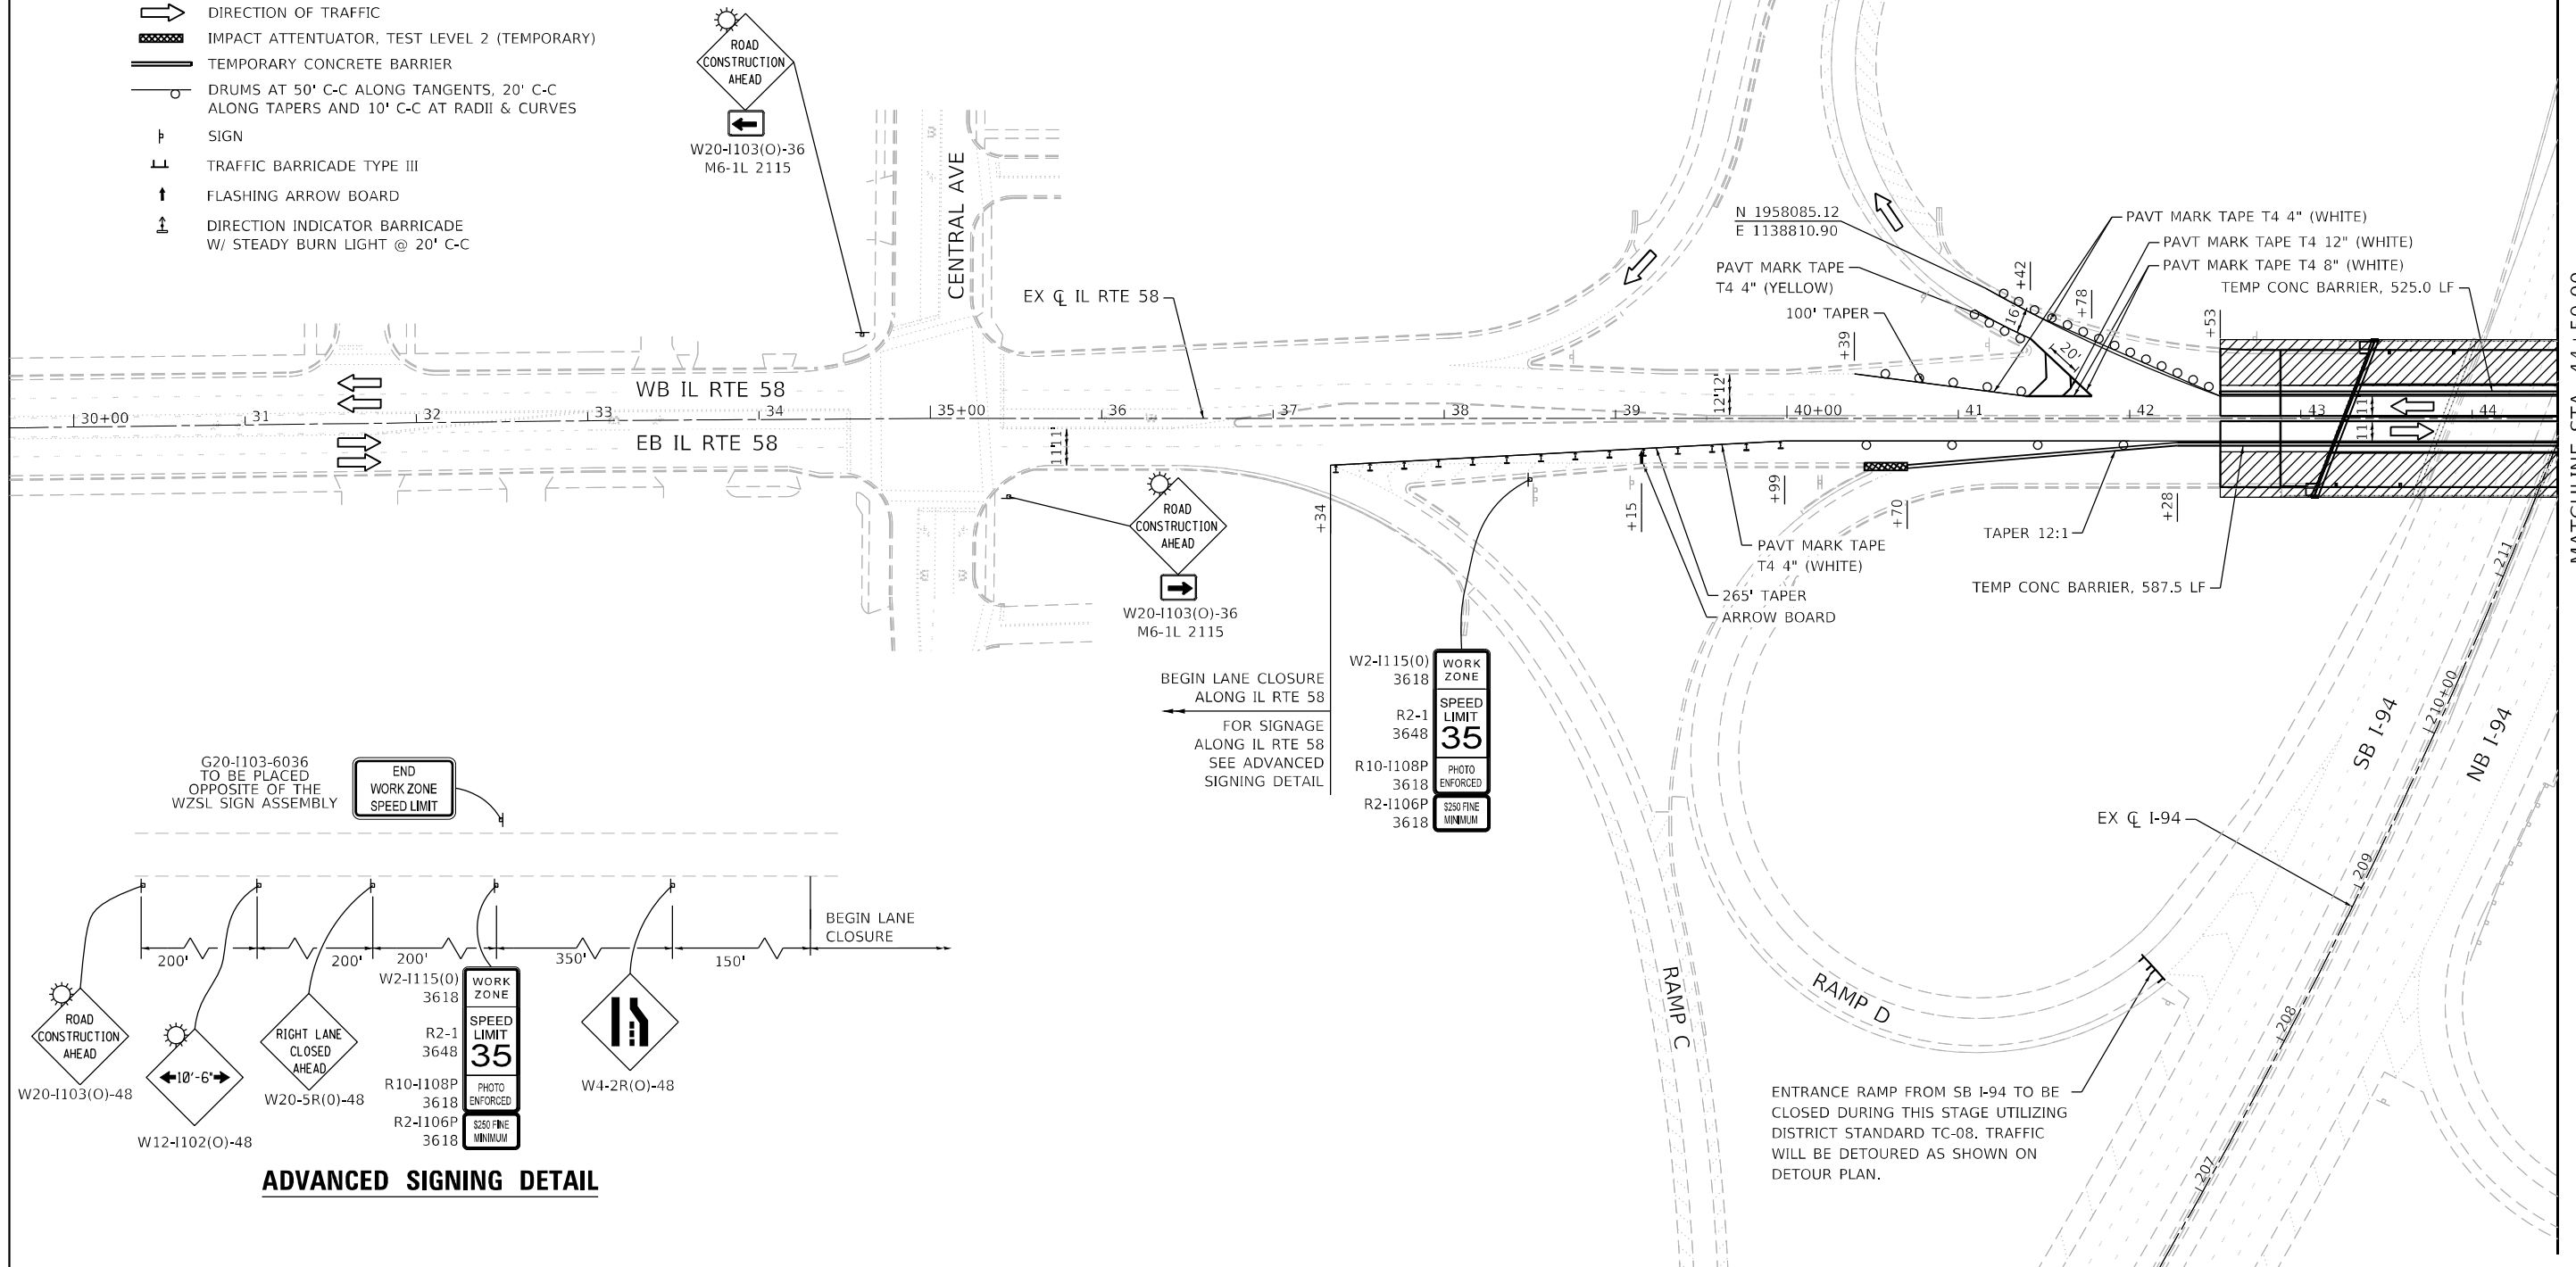 DIRECTION OF TRAFFIC
IMPACT ATTENTUATOR, TEST LEVEL 2 (TEMPORARY)
TEMPORARY CONCRETE BARRIER
DRUMS AT 50' C-C ALONG TANGENTS, 20' C-C
ALONG TAPERS AND 10' C-C AT RADII & CURVES
SIGN
TRAFFIC BARRICADE TYPE III
FLASHING ARROW BOARD
DIRECTION INDICATOR BARRICADE
W/ STEADY BURN LIGHT @ 20' C-C
ROAD
CONSTRUCTION
AHEAD
W20-I103(O)-36
M6-1L 2115
CENTRAL AVE
EX ℄ IL RTE 58
WB IL RTE 58
EB IL RTE 58
30+00
31
32
33
34
35+00
36
37
38
39
40+00
41
42
43
44
11'
11'
12'
12'
11'
11'
N 1958085.12
E 1138810.90
PAVT MARK TAPE
T4 4" (YELLOW)
100' TAPER
+39
+42
+78
16'
20'
+53
PAVT MARK TAPE T4 4" (WHITE)
PAVT MARK TAPE T4 12" (WHITE)
PAVT MARK TAPE T4 8" (WHITE)
TEMP CONC BARRIER, 525.0 LF
MATCHLINE STA. 44+50.00
ROAD
CONSTRUCTION
AHEAD
W20-I103(O)-36
M6-1L 2115
+34
+15
+99
+70
+28
PAVT MARK TAPE
T4 4" (WHITE)
265' TAPER
ARROW BOARD
TAPER 12:1
TEMP CONC BARRIER, 587.5 LF
BEGIN LANE CLOSURE
ALONG IL RTE 58
FOR SIGNAGE
ALONG IL RTE 58
SEE ADVANCED
SIGNING DETAIL
W2-I115(0)
3618
R2-1
3648
R10-I108P
3618
R2-I106P
3618
WORK
ZONE
SPEED
LIMIT
35
PHOTO
ENFORCED
$250 FINE
MINIMUM
RAMP C
RAMP D
SB I-94
NB I-94
EX ℄ I-94
211
210+00
209
208
207
ENTRANCE RAMP FROM SB I-94 TO BE
CLOSED DURING THIS STAGE UTILIZING
DISTRICT STANDARD TC-08. TRAFFIC
WILL BE DETOURED AS SHOWN ON
DETOUR PLAN.
G20-I103-6036
TO BE PLACED
OPPOSITE OF THE
WZSL SIGN ASSEMBLY
END
WORK ZONE
SPEED LIMIT
200'
200'
200'
350'
150'
BEGIN LANE
CLOSURE
ROAD
CONSTRUCTION
AHEAD
W20-I103(O)-48
10'-6"
W12-I102(O)-48
RIGHT LANE
CLOSED
AHEAD
W20-5R(0)-48
W2-I115(0)
3618
R2-1
3648
R10-I108P
3618
R2-I106P
3618
WORK
ZONE
SPEED
LIMIT
35
PHOTO
ENFORCED
$250 FINE
MINIMUM
W4-2R(O)-48
ADVANCED SIGNING DETAIL